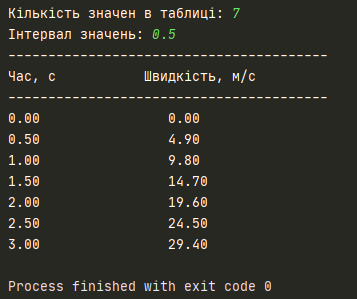 Кількість значен в таблиці: 7
Інтервал значень: 0.5
----------------------------------------
Час, с Швидкість, м/с
----------------------------------------
0.00 0.00
0.50 4.90
1.00 9.80
1.50 14.70
2.00 19.60
2.50 24.50
3.00 29.40
Process finished with exit code 0